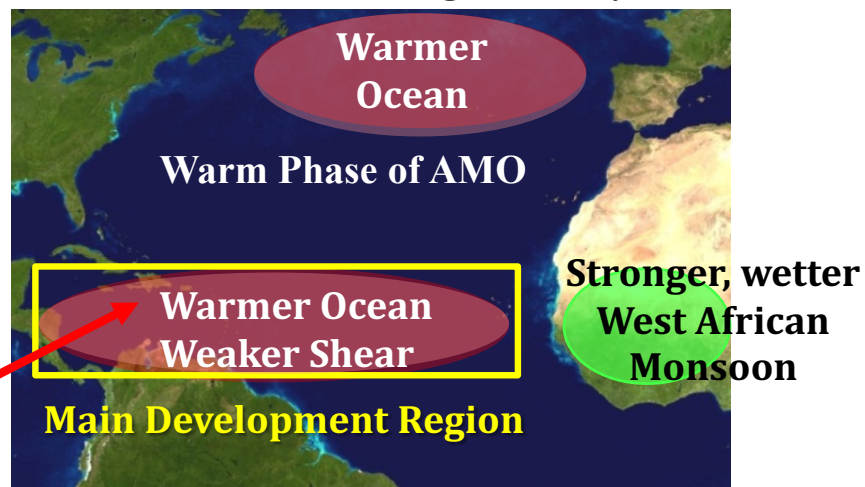 Warmer
Ocean
Warm Phase of AMO
Stronger, wetter
West African
Monsoon
Warmer Ocean
Weaker Shear
Main Development Region